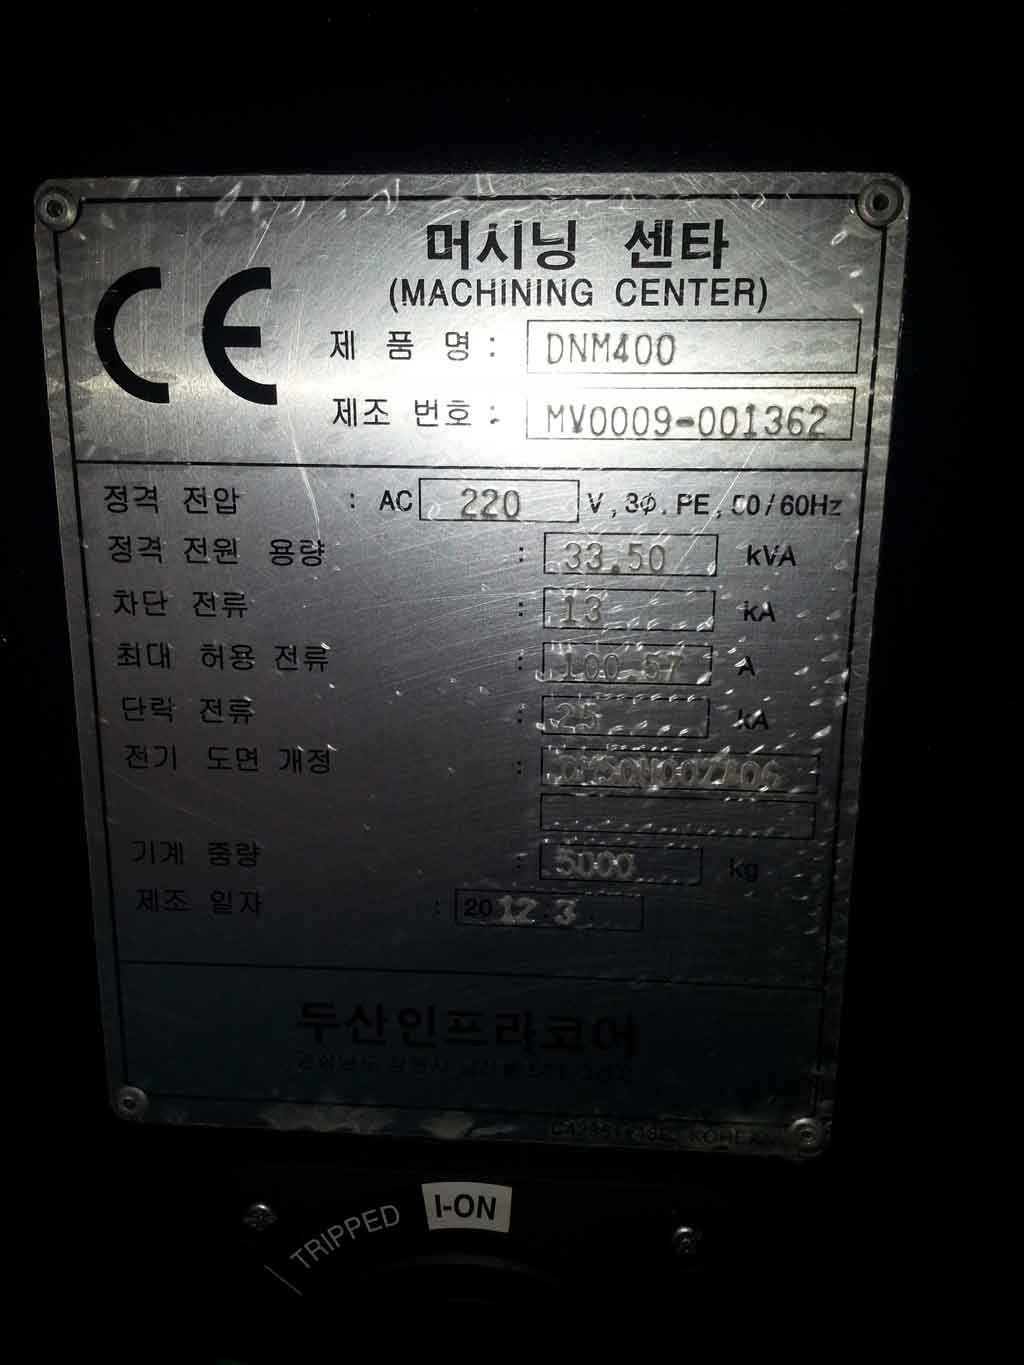 CE
머시닝 센타
(MACHINING CENTER)
제 품 명 : DNM400
제조 번호 : MV0009-001362
정격 전압 : AC 220 V, 3Φ. PE, 50/60Hz
정격 전원 용량 : 33.50 kVA
차단 전류 : 13 kA
최대 허용 전류 : 100.57 A
단락 전류 : 25 kA
전기 도면 개정 :
기계 중량 : 5000 kg
제조 일자 : 2012.3.
두산인프라코어
KOREAN
I-ON
TRIPPED